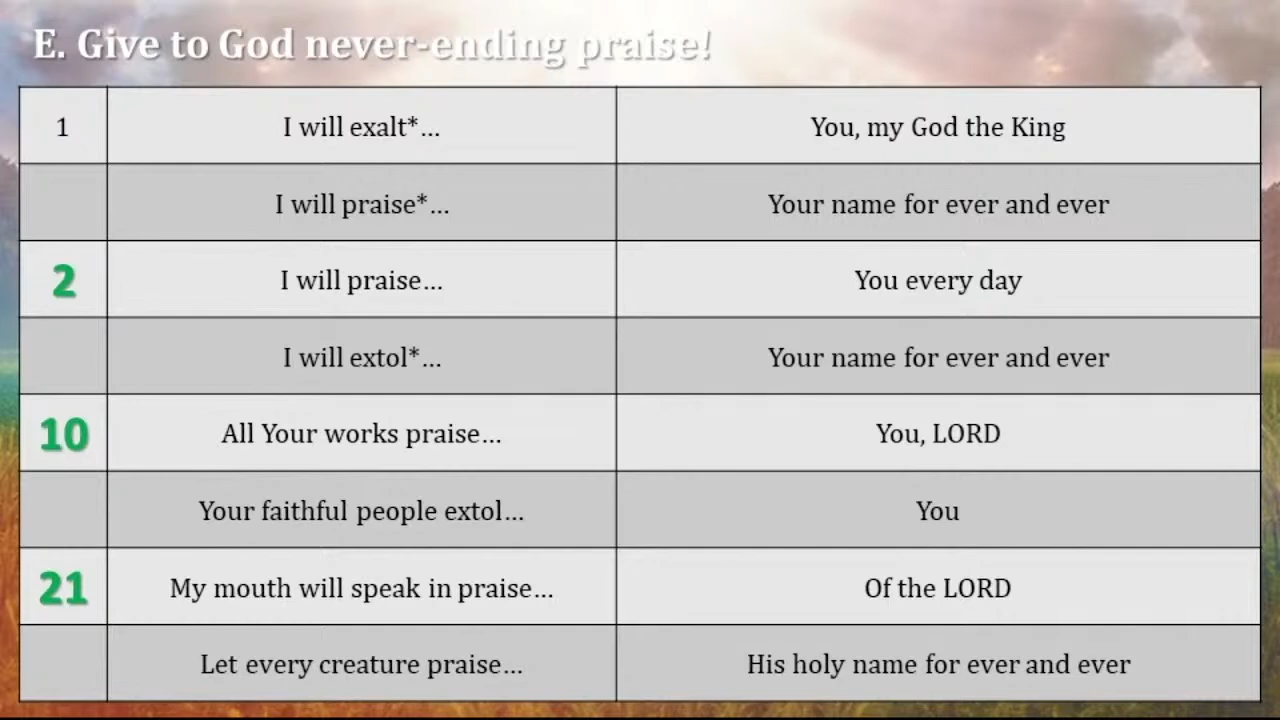 E. Give to God never-ending praise!
1 I will exalt*... You, my God the King
I will praise*... Your name for ever and ever
2 I will praise... You every day
I will extol*... Your name for ever and ever
10 All Your works praise... You, LORD
Your faithful people extol... You
21 My mouth will speak in praise... Of the LORD
Let every creature praise... His holy name for ever and ever